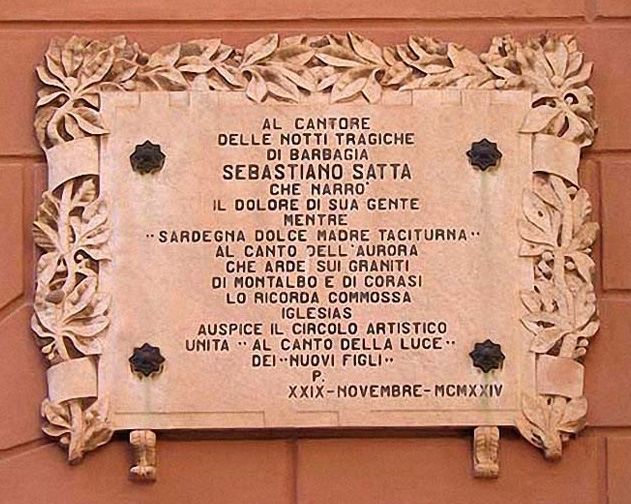 AL CANTORE
DELLE NOTTI TRAGICHE
DI BARBAGIA
SEBASTIANO SATTA
CHE NARRO'
IL DOLORE DI SUA GENTE
MENTRE
"SARDEGNA DOLCE MADRE TACITURNA"
AL CANTO DELL'AURORA
CHE ARDE SUI GRANITI
DI MONTALBO E DI CORASI
LO RICORDA COMMOSSA
IGLESIAS
AUSPICE IL CIRCOLO ARTISTICO
UNITA "AL CANTO DELLA LUCE"
DEI "NUOVI FIGLI"
P.
XXIX-NOVEMBRE-MCMXXIV